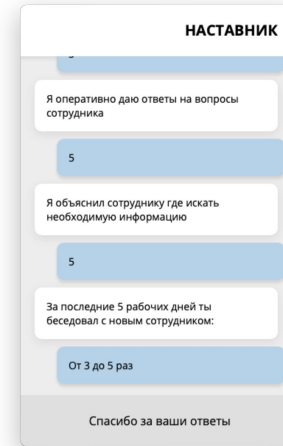 НАСТАВНИК
Я оперативно даю ответы на вопросы
сотрудника
5
Я объяснил сотруднику где искать
необходимую информацию
5
За последние 5 рабочих дней ты
беседовал с новым сотрудником:
От 3 до 5 раз
Спасибо за ваши ответы